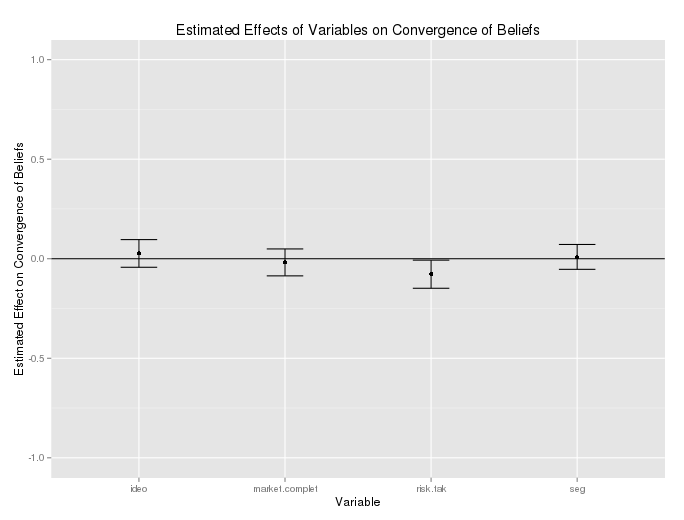 Estimated Effects of Variables on Convergence of Beliefs
Estimated Effect on Convergence of Beliefs
1.0
0.5
0.0
-0.5
-1.0
ideo
market.complet
risk.tak
seg
Variable